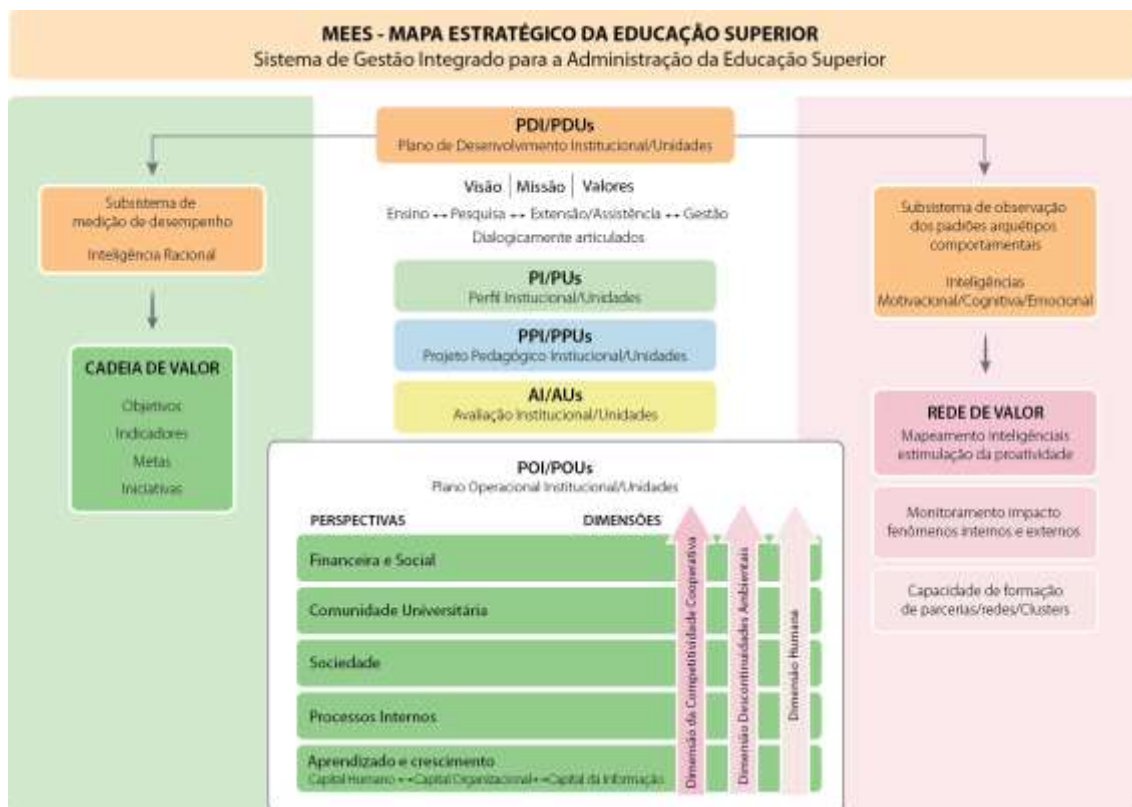 MEES - MAPA ESTRATÉGICO DA EDUCAÇÃO SUPERIOR
Sistema de Gestão Integrado para a Administração da Educação Superior
PDI/PDUs
Plano de Desenvolvimento Institucional/Unidades
Visão | Missão | Valores
Ensino ↔ Pesquisa ↔ Extensão/Assistência ↔ Gestão
Dialogicamente articulados
Subsistema de
medição de desempenho
Inteligência Racional
CADEIA DE VALOR
Objetivos
Indicadores
Metas
Iniciativas
PI/PUs
Perfil Institucional/Unidades
PPI/PPUs
Projeto Pedagógico Institucional/Unidades
AI/AUs
Avaliação Institucional/Unidades
Subsistema de observação
dos padrões arquétipos
comportamentais
Inteligências
Motivacional/Cognitiva/Emocional
REDE DE VALOR
Mapeamento Inteligênciais
estimulação da proatividade
Monitoramento impacto
fenômenos internos e externos
Capacidade de formação
de parcerias/redes/Clusters
POI/POUs
Plano Operacional Institucional/Unidades
PERSPECTIVAS
DIMENSÕES
Financeira e Social
Comunidade Universitária
Sociedade
Processos Internos
Aprendizado e crescimento
Capital Humano ↔ Capital Organizacional ↔ Capital da Informação
Dimensão da Competitividade Cooperativa
Dimensão Descontinuidades Ambientais
Dimensão Humana